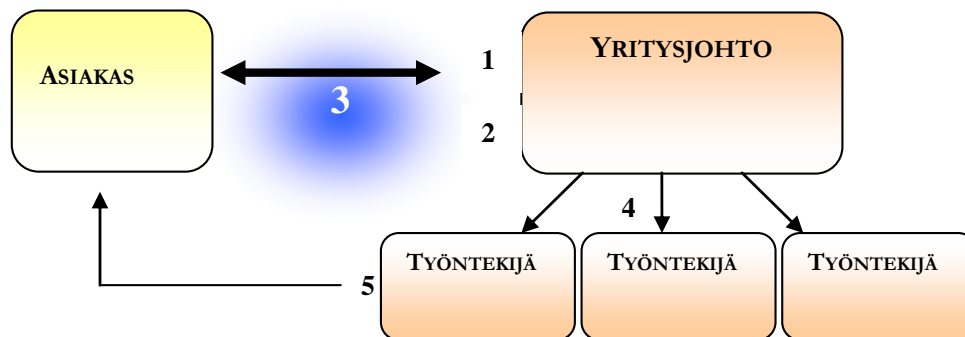 YRITYSJOHTO
ASIAKAS
1
3
2
4
TYÖNTEKIJÄ
TYÖNTEKIJÄ
TYÖNTEKIJÄ
5